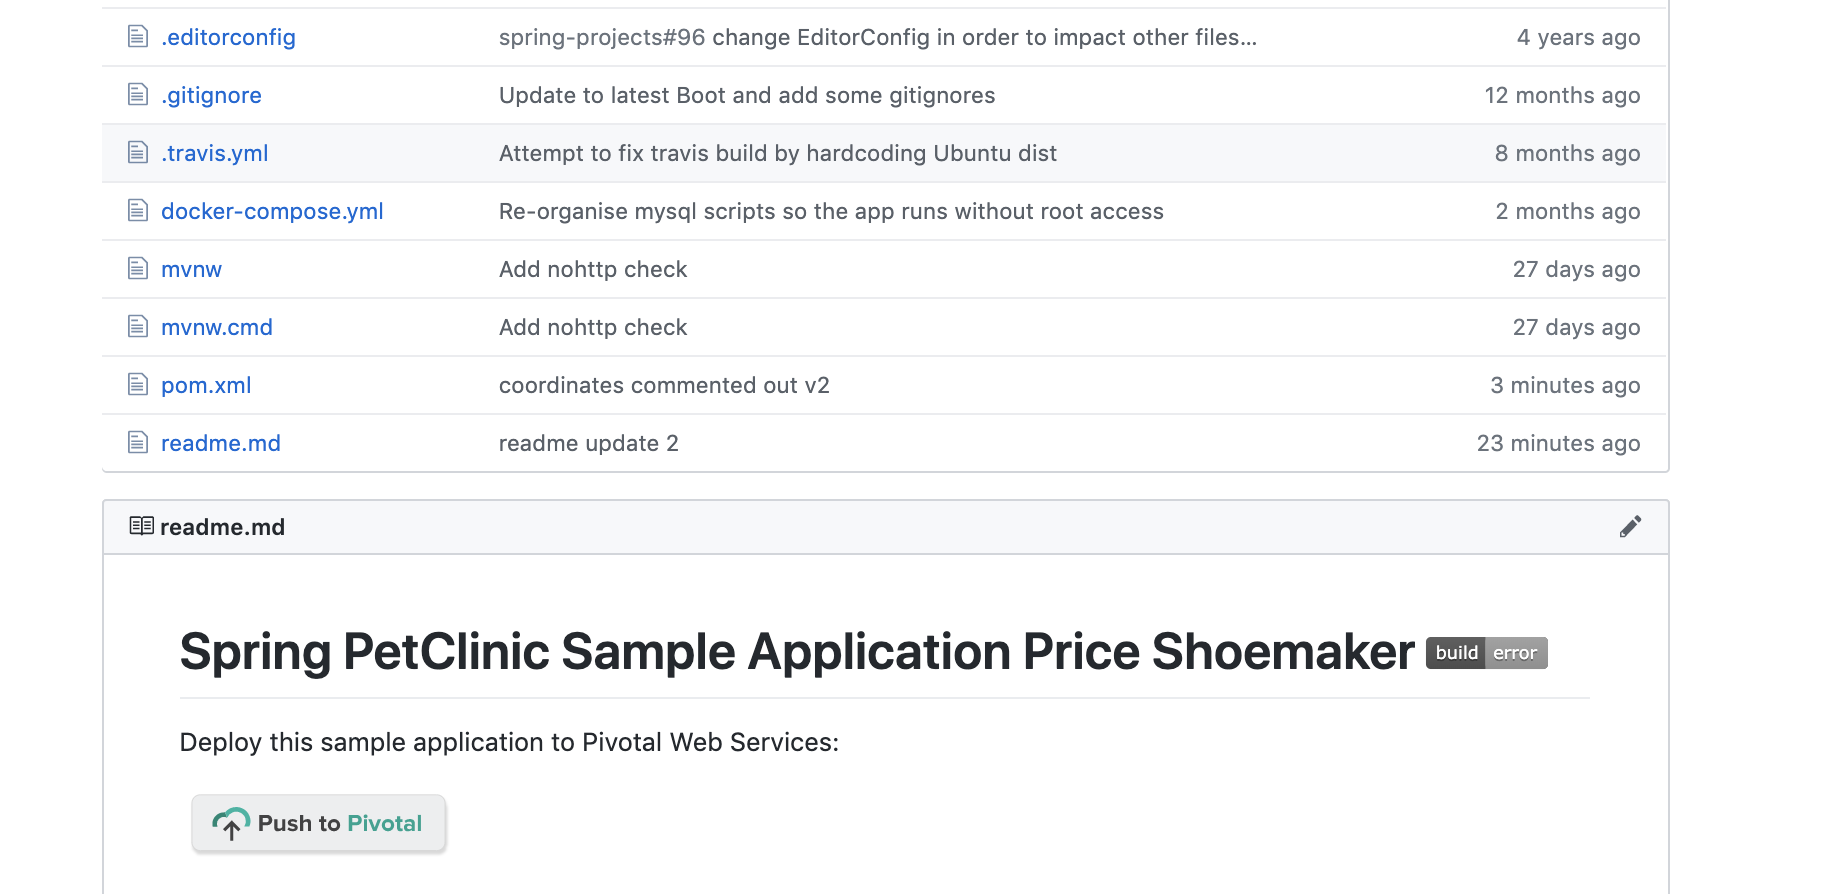 .editorconfig spring-projects#96 change EditorConfig in order to impact other files... 4 years ago
.gitignore Update to latest Boot and add some gitignores 12 months ago
.travis.yml Attempt to fix travis build by hardcoding Ubuntu dist 8 months ago
docker-compose.yml Re-organise mysql scripts so the app runs without root access 2 months ago
mvnw Add nohttp check 27 days ago
mvnw.cmd Add nohttp check 27 days ago
pom.xml coordinates commented out v2 3 minutes ago
readme.md readme update 2 23 minutes ago
readme.md
Spring PetClinic Sample Application Price Shoemaker build error
Deploy this sample application to Pivotal Web Services:
Push to Pivotal